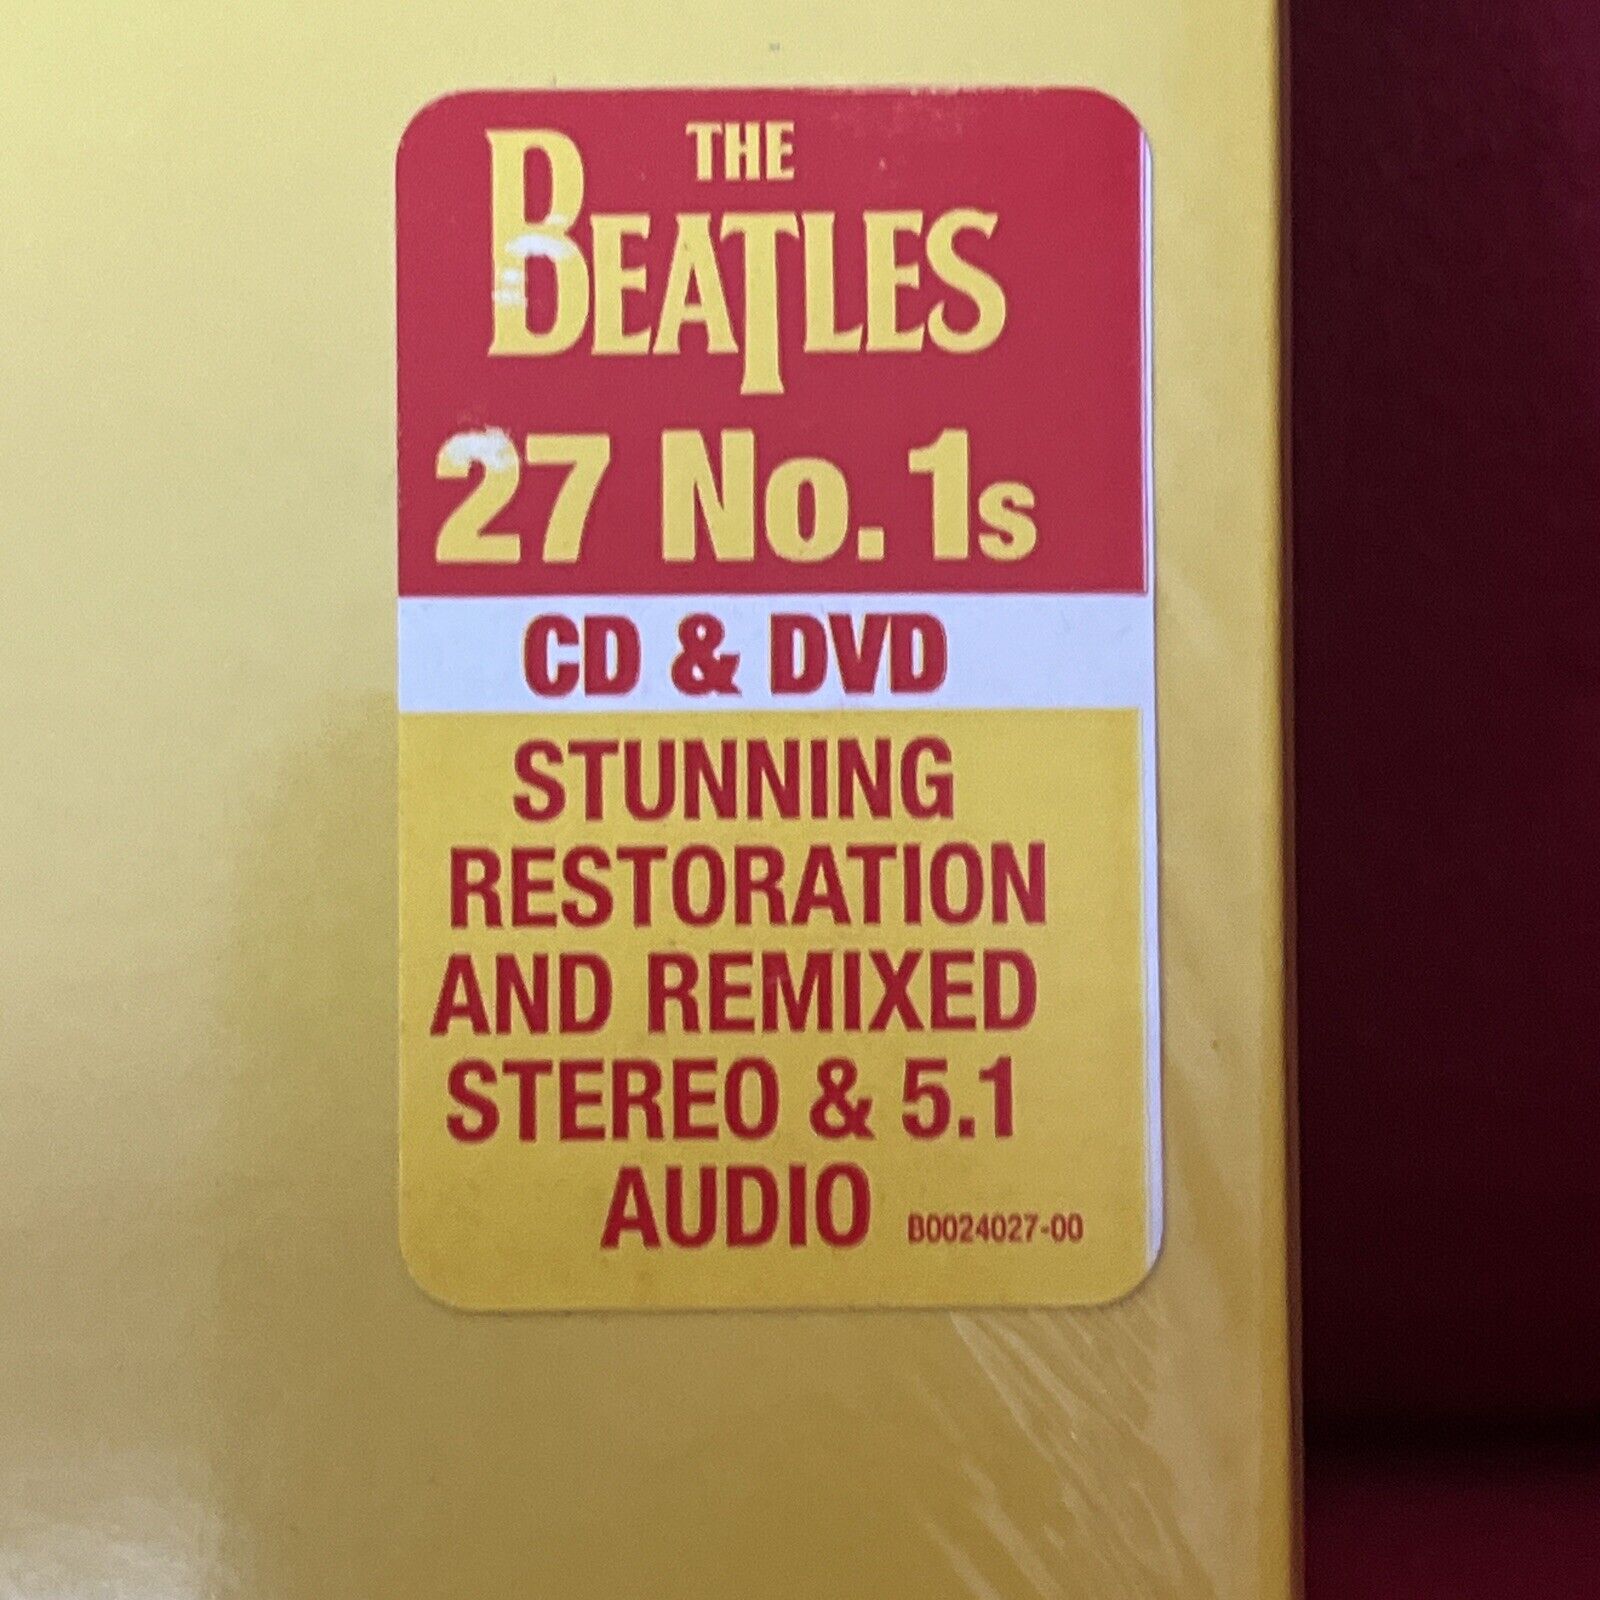 THE
BEATLES
27 No. 1s
CD & DVD
STUNNING
RESTORATION
AND REMIXED
STEREO & 5.1
AUDIO B0024027-00